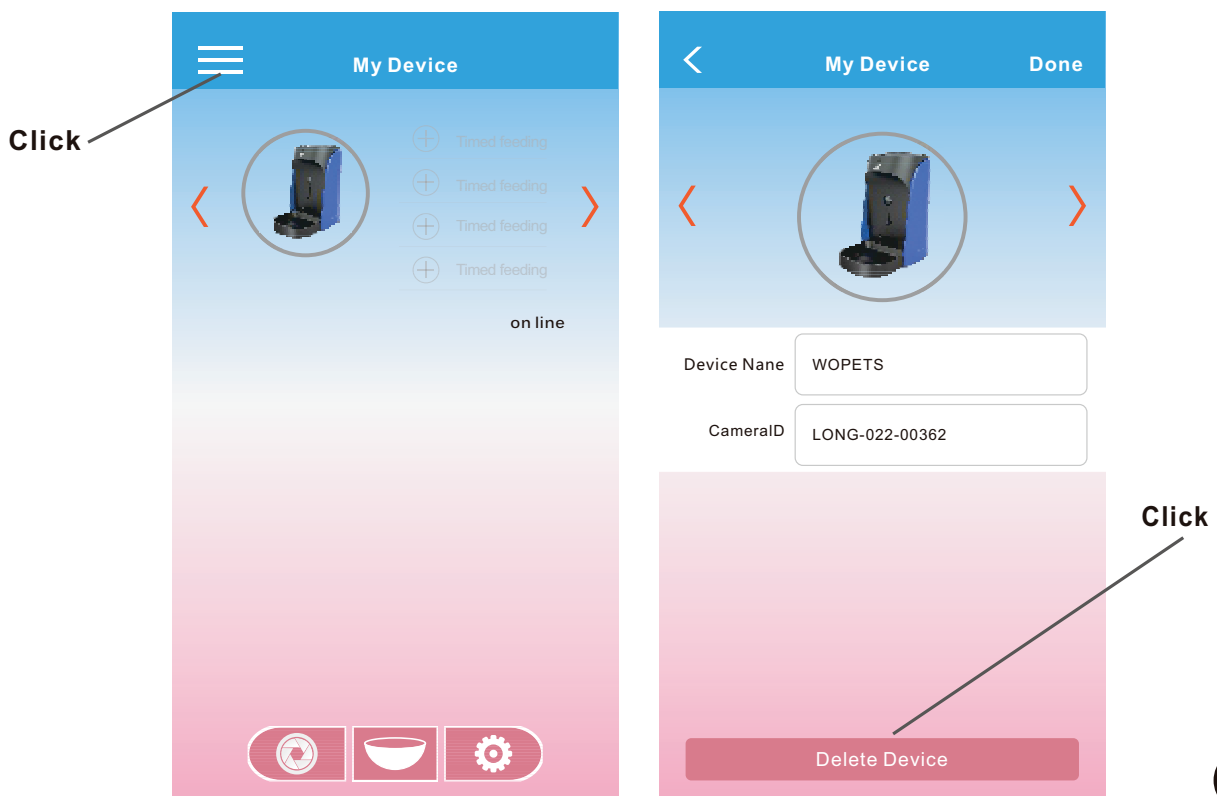 Click
My Device
Timed feeding
Timed feeding
Timed feeding
Timed feeding
on line
My Device
Done
Device Nane
WOPETS
CameraID
LONG-022-00362
Click
Delete Device